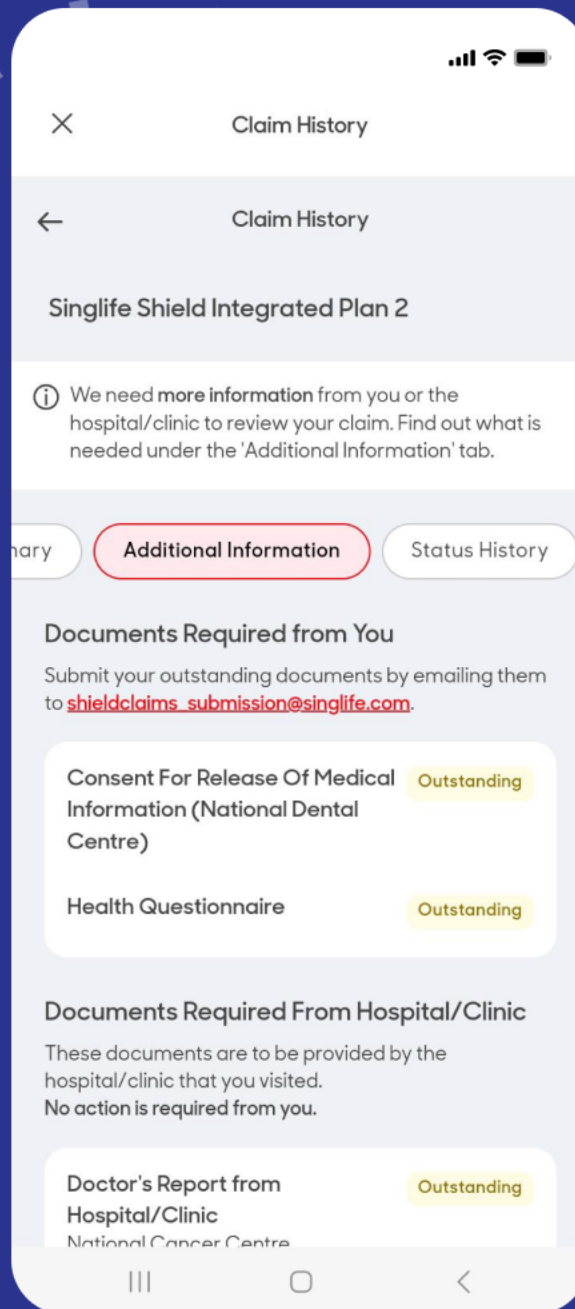 Claim History
Claim History
Singlife Shield Integrated Plan 2
We need more information from you or the
hospital/clinic to review your claim. Find out what is
needed under the 'Additional Information' tab.
Additional Information
Status History
Documents Required from You
Submit your outstanding documents by emailing them
to shieldclaims_submission@singlife.com.
Consent For Release Of Medical
Information (National Dental
Centre)
Outstanding
Health Questionnaire
Outstanding
Documents Required From Hospital/Clinic
These documents are to be provided by the
hospital/clinic that you visited.
No action is required from you.
Doctor's Report from
Hospital/Clinic
Outstanding
National Cancer Centre